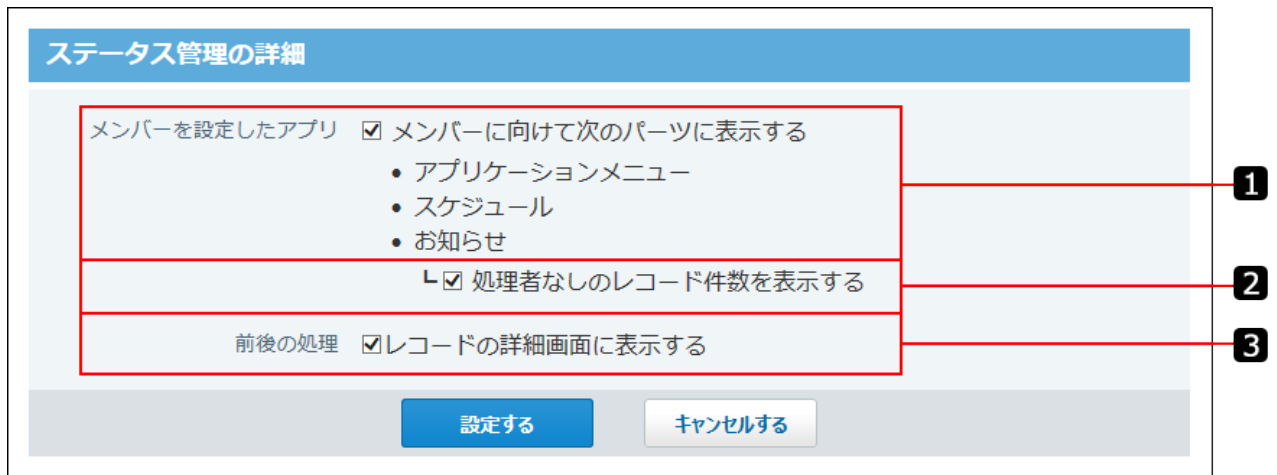 ステータス管理の詳細
メンバーを設定したアプリ メンバーに向けて次のパーツに表示する
• アプリケーションメニュー
1
• スケジュール
• お知らせ
┗ 処理者なしのレコード件数を表示する
2
前後の処理 レコードの詳細画面に表示する
3
設定する キャンセルする